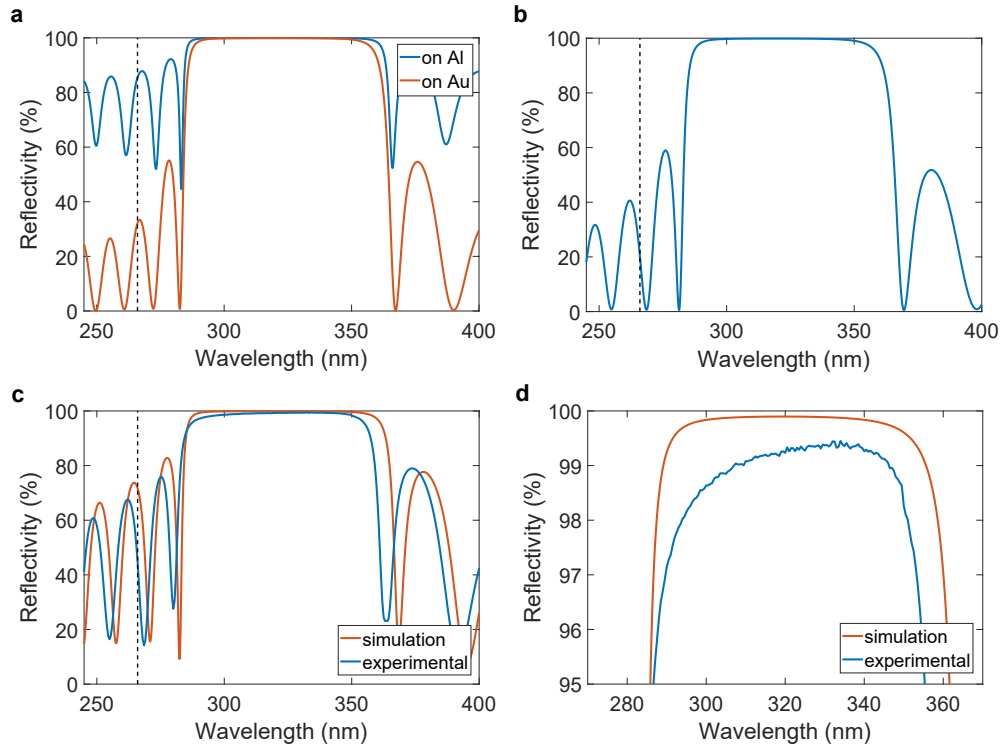 a
Reflectivity (%)
100
80
60
40
20
0
on Al
on Au
250
300
350
400
Wavelength (nm)
b
Reflectivity (%)
100
80
60
40
20
0
250
300
350
400
Wavelength (nm)
c
Reflectivity (%)
100
80
60
40
20
0
simulation
experimental
250
300
350
400
Wavelength (nm)
d
Reflectivity (%)
100
99
98
97
96
95
simulation
experimental
280
300
320
340
360
Wavelength (nm)